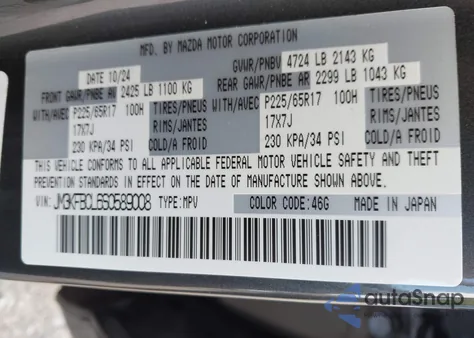 MFD. BY MAZDA MOTOR CORPORATION
DATE 10/24
GVWR/PNBV 4724 LB 2143 KG
FRONT GAWR/PNBE AV 2425 LB 1100 KG
REAR GAWR/PNBE AR 2299 LB 1043 KG
WITH/AVEC P225/65R17 100H TIRES/PNEUS
17X7J RIMS/JANTES
230 KPA/34 PSI COLD/A FROID
WITH/AVEC P225/65R17 100H TIRES/PNEUS
17X7J RIMS/JANTES
230 KPA/34 PSI COLD/A FROID
THIS VEHICLE CONFORMS TO ALL APPLICABLE FEDERAL MOTOR VEHICLE SAFETY AND THEFT
PREVENTION STANDARDS IN EFFECT ON THE DATE OF MANUFACTURE SHOWN ABOVE.
VIN: JM3KFBCL6S0589008 TYPE:MPV COLOR CODE:46G MADE IN JAPAN
autoSnap